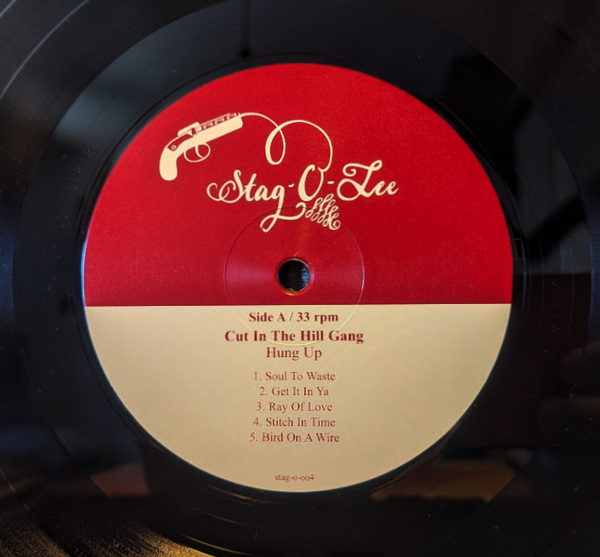 Stag-O-Lee
Side A / 33 rpm
Cut In The Hill Gang
Hung Up
1. Soul To Waste
2. Get It In Ya
3. Ray Of Love
4. Stitch In Time
5. Bird On A Wire
stag-o-004